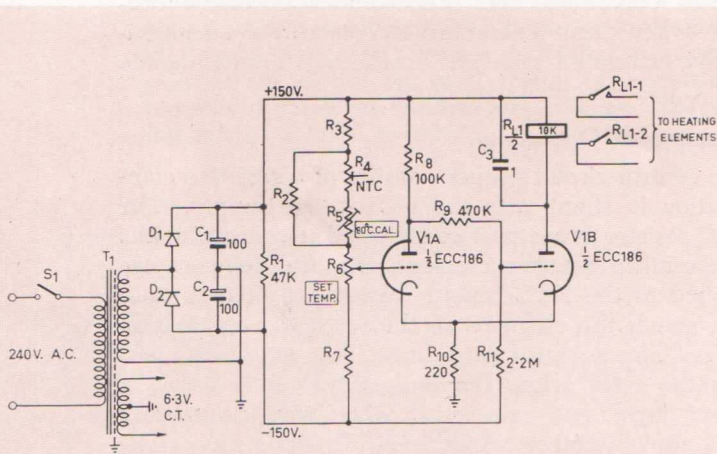 +150V.
R3
R4
NTC
R2
R5
80°C.CAL.
R6
SET
TEMP.
R7
R8
100K
R9 470K
C3
1
RL1
2
10K
RL1-1
RL1-2
TO HEATING
ELEMENTS
V1A
½ ECC186
V1B
½ ECC186
D1
D2
C1
100
C2
100
R1
47K
S1
T1
240V. A.C.
6·3V.
C.T.
R10
220
R11
2·2M
-150V.